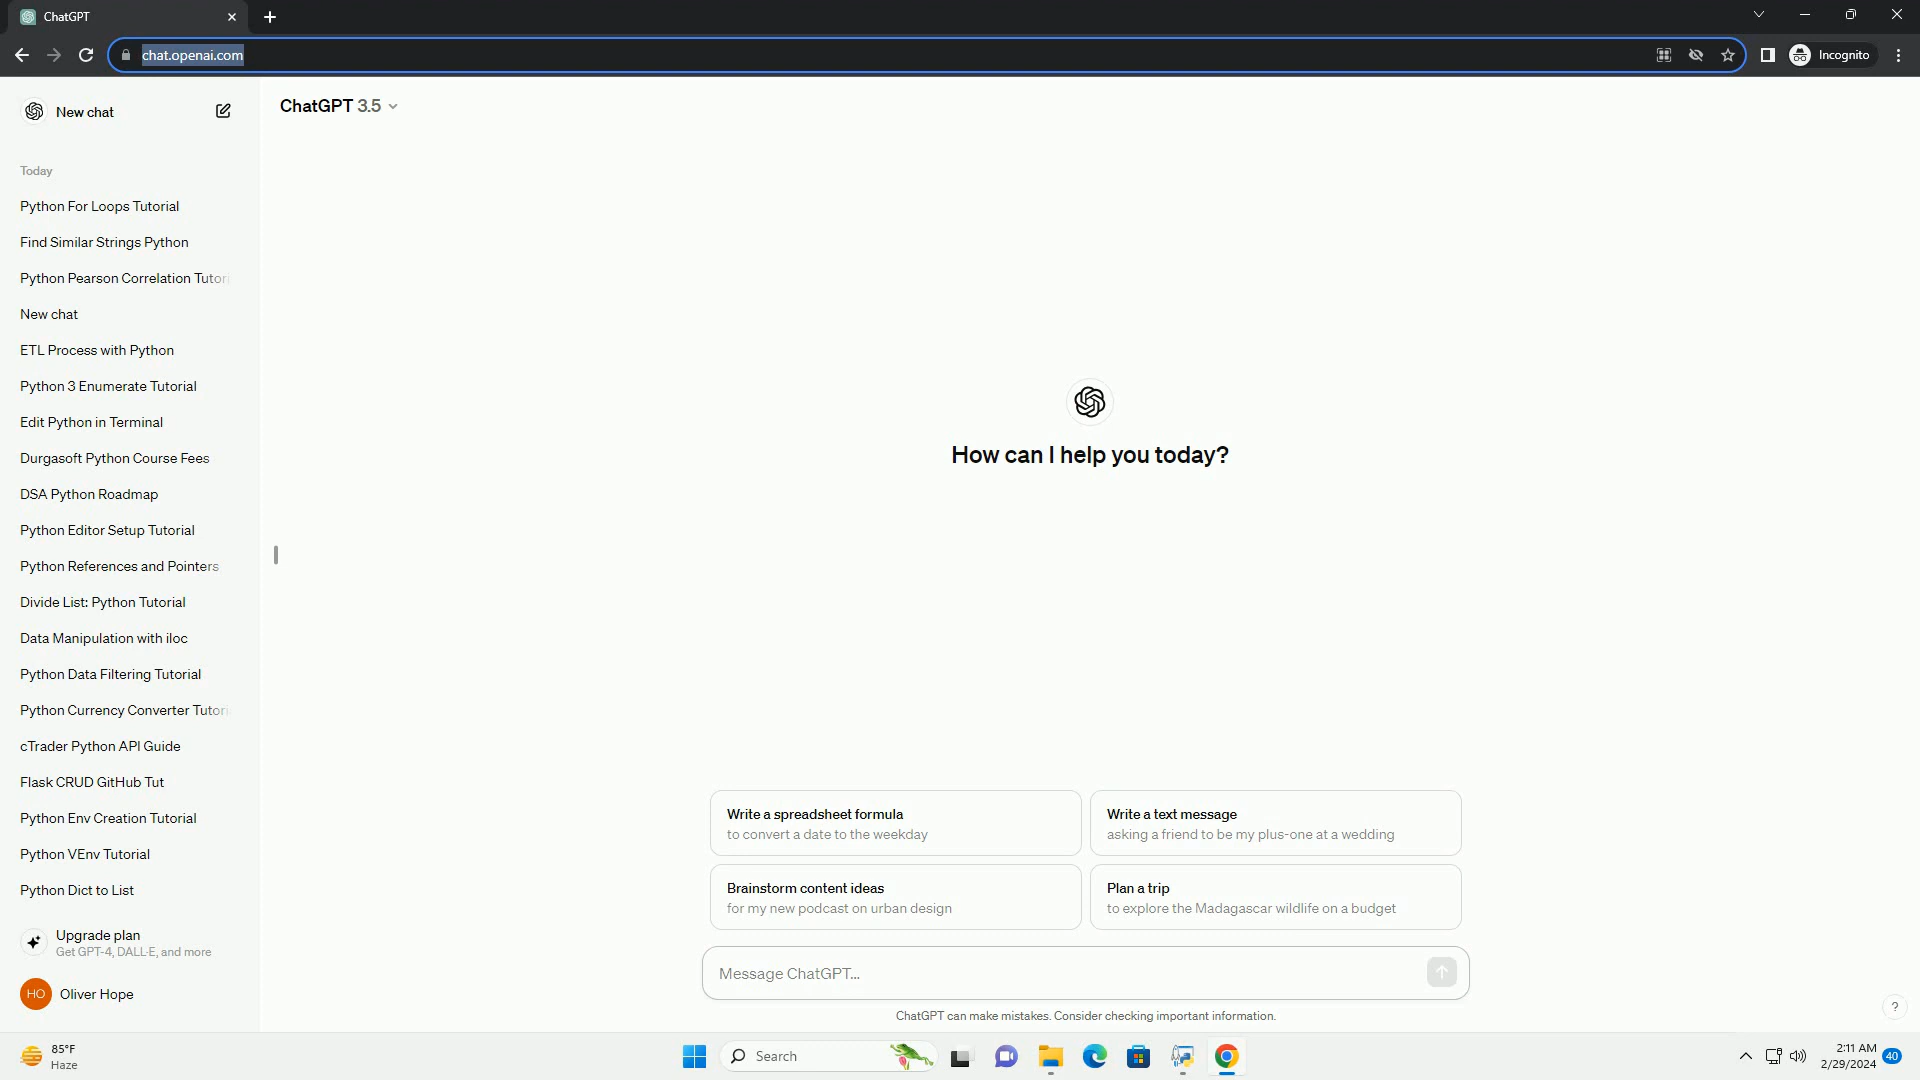 ChatGPT
chat.openai.com
Incognito
New chat
ChatGPT 3.5
Today
Python For Loops Tutorial
Find Similar Strings Python
Python Pearson Correlation Tutori
New chat
ETL Process with Python
Python 3 Enumerate Tutorial
Edit Python in Terminal
Durgasoft Python Course Fees
DSA Python Roadmap
Python Editor Setup Tutorial
Python References and Pointers
Divide List: Python Tutorial
Data Manipulation with iloc
Python Data Filtering Tutorial
Python Currency Converter Tutori
cTrader Python API Guide
Flask CRUD GitHub Tut
Python Env Creation Tutorial
Python VEnv Tutorial
Python Dict to List
Upgrade plan
Get GPT-4, DALL·E, and more
HO
Oliver Hope
How can I help you today?
Write a spreadsheet formula
to convert a date to the weekday
Write a text message
asking a friend to be my plus-one at a wedding
Brainstorm content ideas
for my new podcast on urban design
Plan a trip
to explore the Madagascar wildlife on a budget
Message ChatGPT...
ChatGPT can make mistakes. Consider checking important information.
?
85°F
Haze
Search
2:11 AM
2/29/2024
40